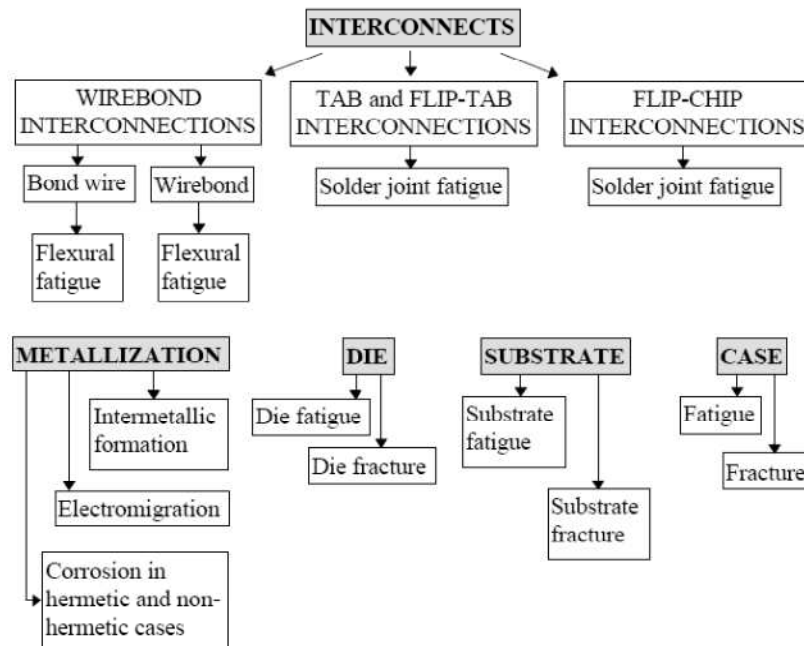 INTERCONNECTS
WIREBOND
INTERCONNECTIONS
TAB and FLIP-TAB
INTERCONNECTIONS
FLIP-CHIP
INTERCONNECTIONS
Bond wire
Wirebond
Solder joint fatigue
Solder joint fatigue
Flexural
fatigue
Flexural
fatigue
METALLIZATION
DIE
SUBSTRATE
CASE
Intermetallic
formation
Die fatigue
Substrate
fatigue
Fatigue
Die fracture
Fracture
Electromigration
Substrate
fracture
Corrosion in
hermetic and non-
hermetic cases